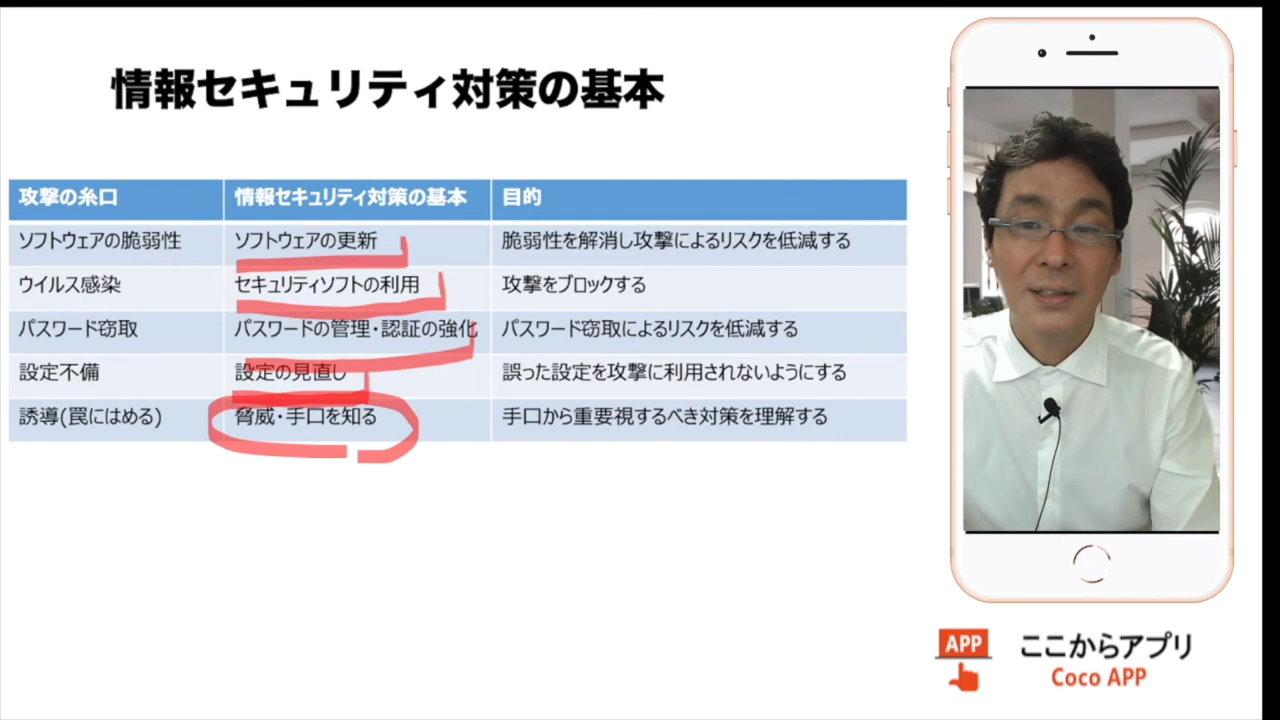 情報セキュリティ対策の基本
攻撃の糸口 情報セキュリティ対策の基本 目的
ソフトウェアの脆弱性 ソフトウェアの更新 脆弱性を解消し攻撃によるリスクを低減する
ウイルス感染 セキュリティソフトの利用 攻撃をブロックする
パスワード窃取 パスワードの管理・認証の強化 パスワード窃取によるリスクを低減する
設定不備 設定の見直し 誤った設定を攻撃に利用されないようにする
誘導(罠にはめる) 脅威・手口を知る 手口から重要視するべき対策を理解する
APP ここからアプリ
Coco APP